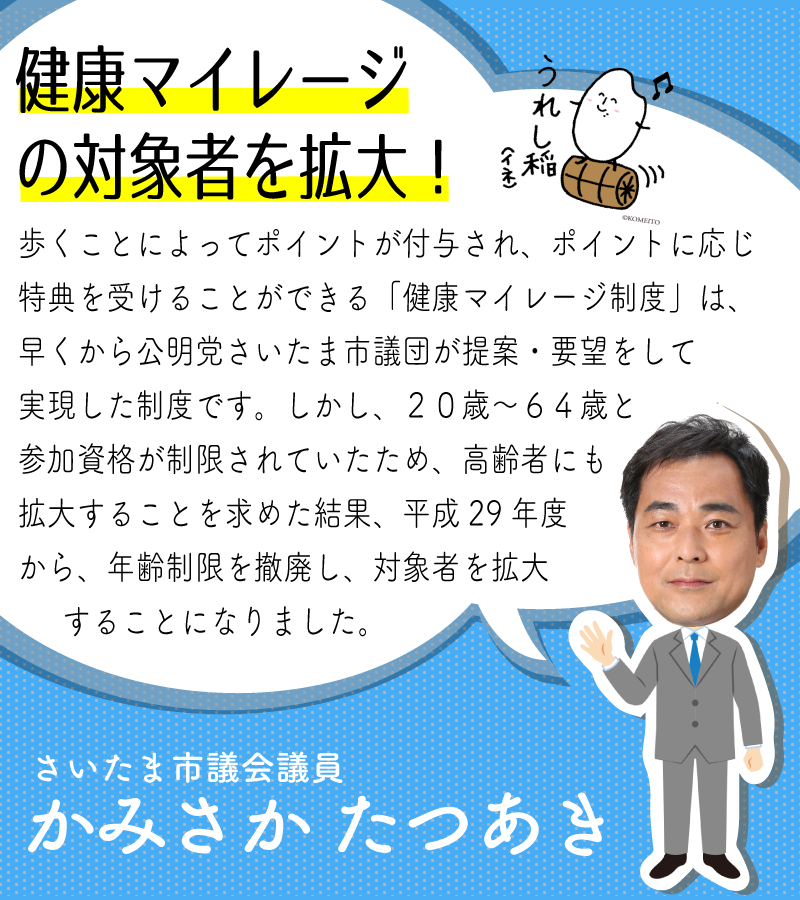 健康マイレージ
の対象者を拡大！
うれし稲
（イネ）
©KOMEITO
歩くことによってポイントが付与され、ポイントに応じ
特典を受けることができる「健康マイレージ制度」は、
早くから公明党さいたま市議団が提案・要望をして
実現した制度です。しかし、２０歳～６４歳と
参加資格が制限されていたため、高齢者にも
拡大することを求めた結果、平成29年度
から、年齢制限を撤廃し、対象者を拡大
することになりました。
さいたま市議会議員
かみさか たつあき